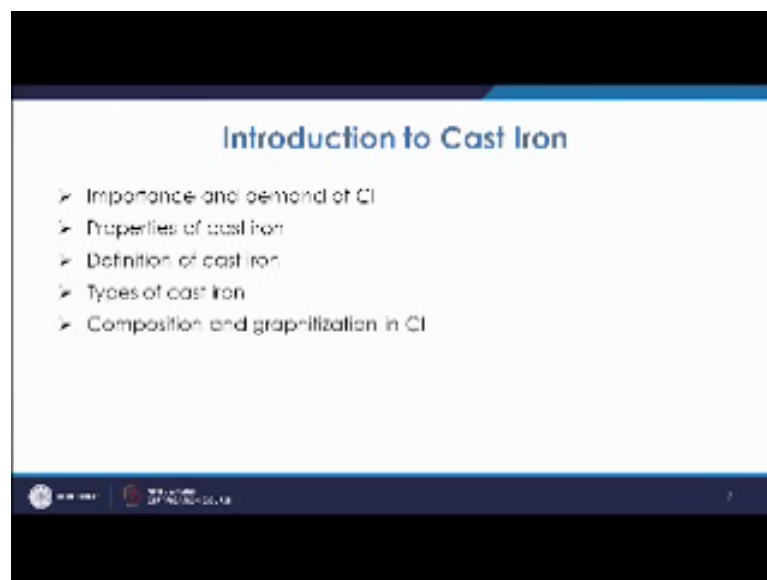 Introduction to Cast Iron
➢ Importance and demand of CI
➢ Properties of cast iron
➢ Definition of cast iron
➢ Types of cast iron
➢ Composition and graphitization in CI